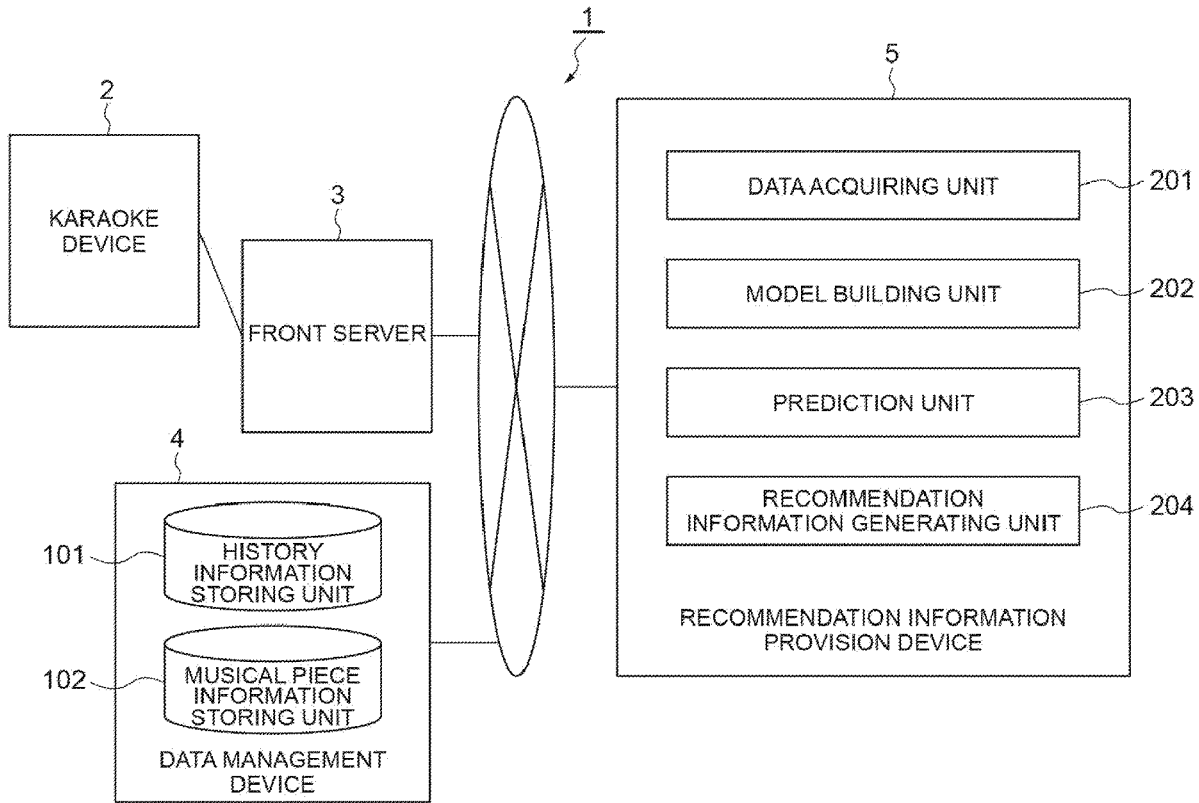 1
2
KARAOKE
DEVICE
3
FRONT SERVER
4
101
HISTORY
INFORMATION
STORING UNIT
102
MUSICAL PIECE
INFORMATION
STORING UNIT
DATA MANAGEMENT
DEVICE
5
DATA ACQUIRING UNIT
201
MODEL BUILDING UNIT
202
PREDICTION UNIT
203
RECOMMENDATION
INFORMATION GENERATING UNIT
204
RECOMMENDATION INFORMATION
PROVISION DEVICE